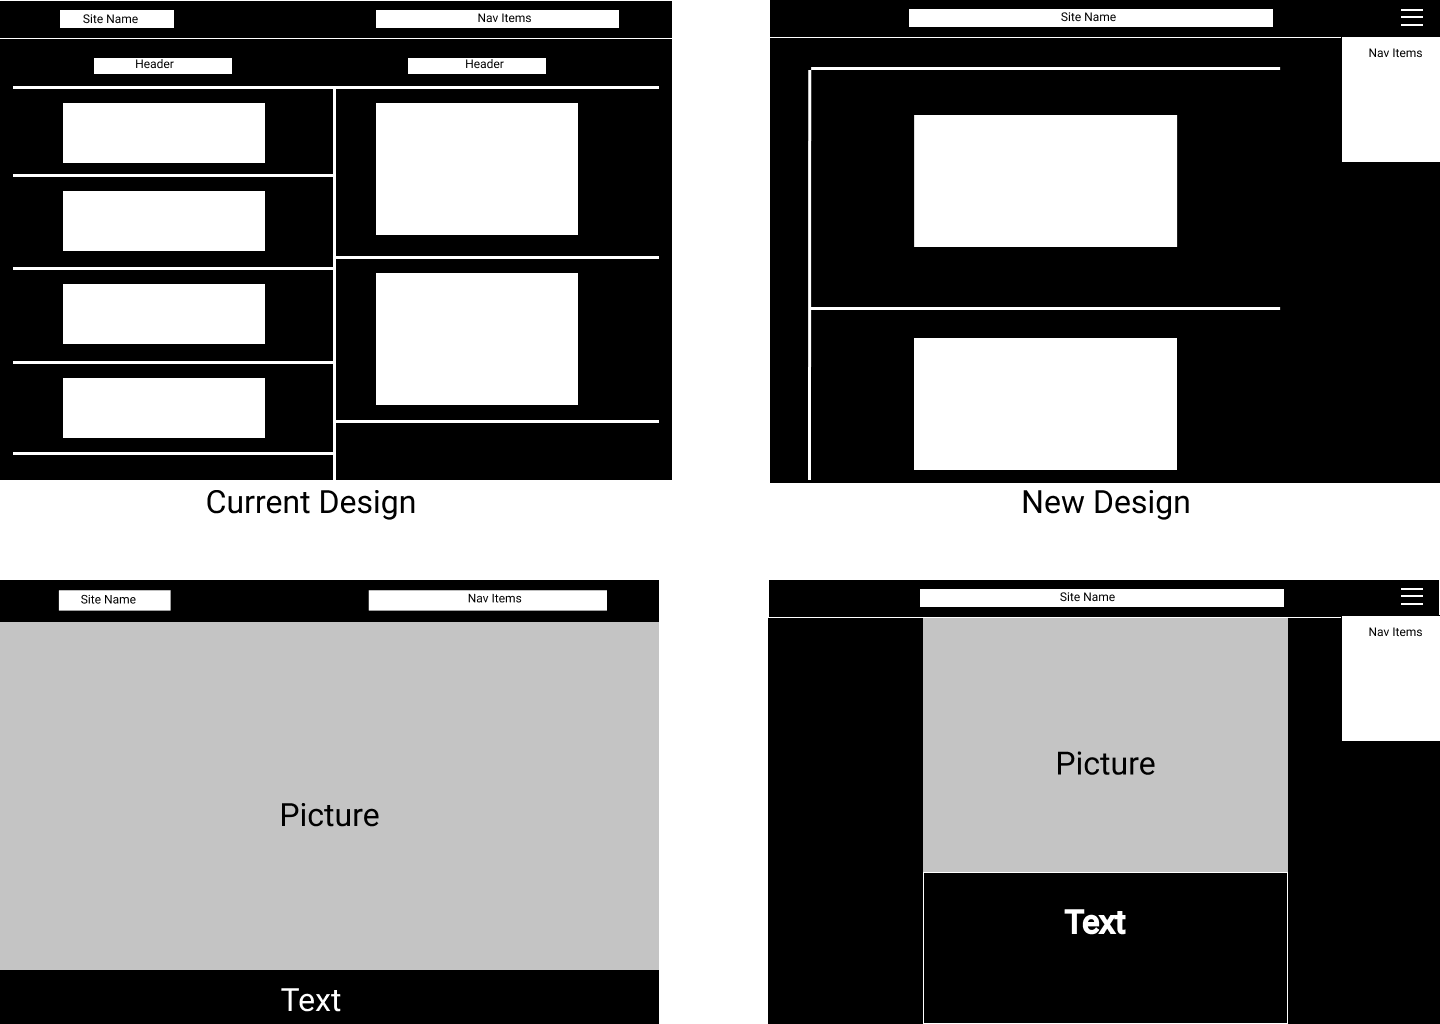 Site Name
Nav Items
Header
Header
Current Design
Site Name
Nav Items
New Design
Site Name
Nav Items
Picture
Text
Site Name
Nav Items
Picture
Text